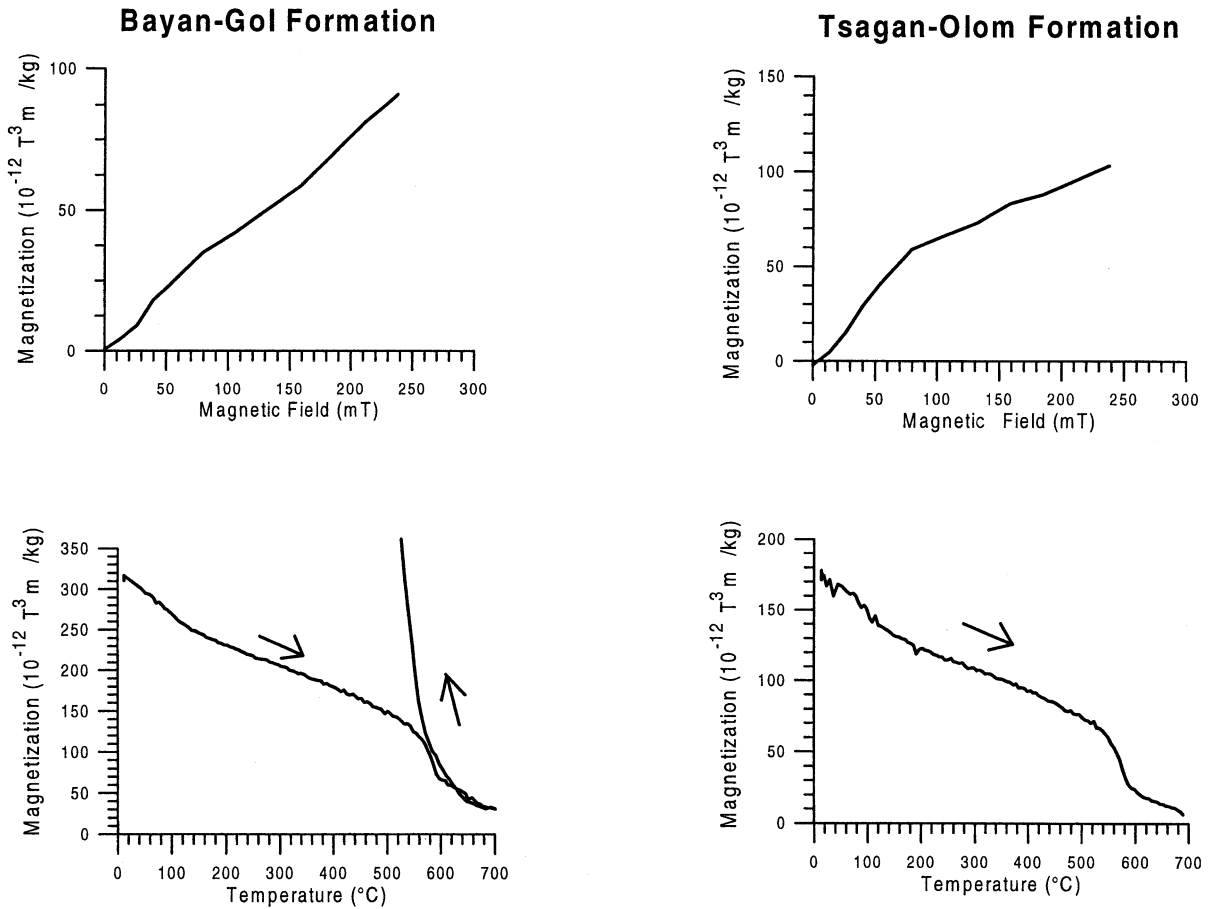 Bayan-Gol Formation
Magnetization (10^-12 T^3 m /kg)
100
50
0
0 50 100 150 200 250 300
Magnetic Field (mT)
Tsagan-Olom Formation
Magnetization (10^-12 T^3 m /kg)
150
100
50
0
0 50 100 150 200 250 300
Magnetic Field (mT)
Magnetization (10^-12 T^3 m /kg)
350
300
250
200
150
100
50
0
0 100 200 300 400 500 600 700
Temperature (°C)
Magnetization (10^-12 T^3 m /kg)
200
150
100
50
0
0 100 200 300 400 500 600 700
Temperature (°C)